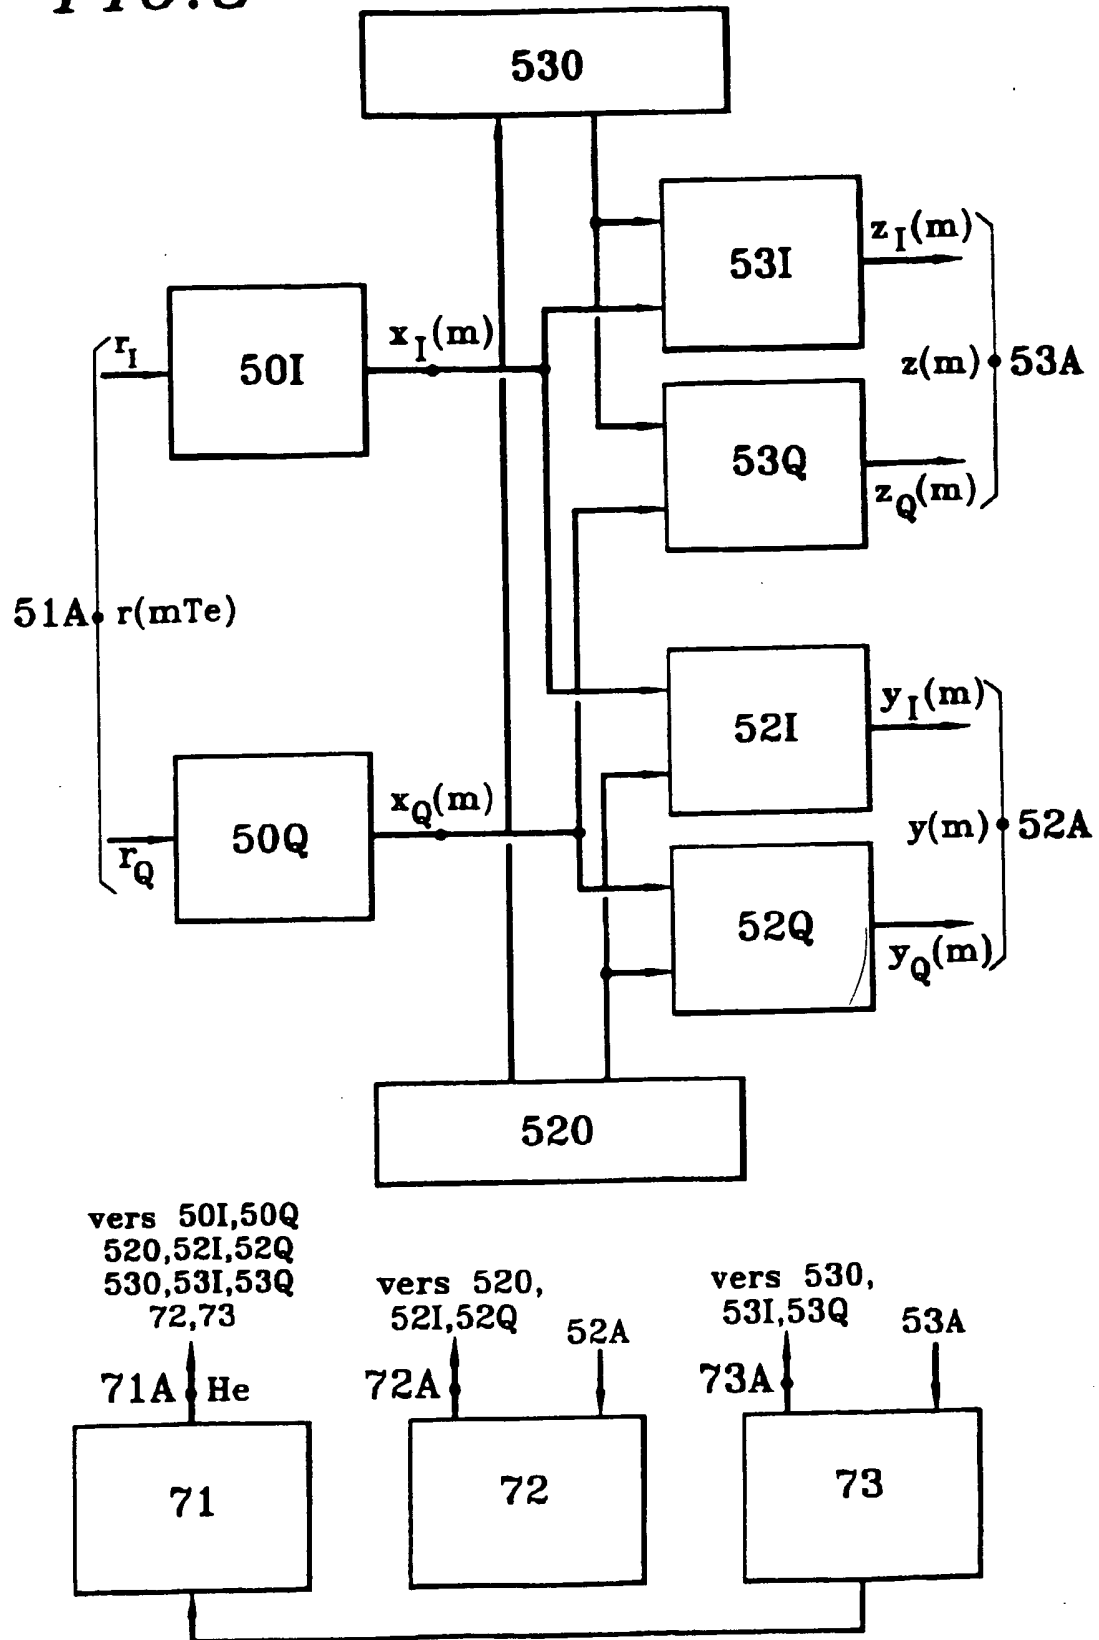 530
z_I(m)
53I
r_I
50I
x_I(m)
z(m)
53A
53Q
z_Q(m)
51A
r(mTe)
52I
y_I(m)
r_Q
50Q
x_Q(m)
y(m)
52A
52Q
y_Q(m)
520
vers 50I,50Q
520,52I,52Q
530,53I,53Q
72,73
vers 520,
52I,52Q
52A
vers 530,
53I,53Q
53A
71A
He
72A
73A
71
72
73